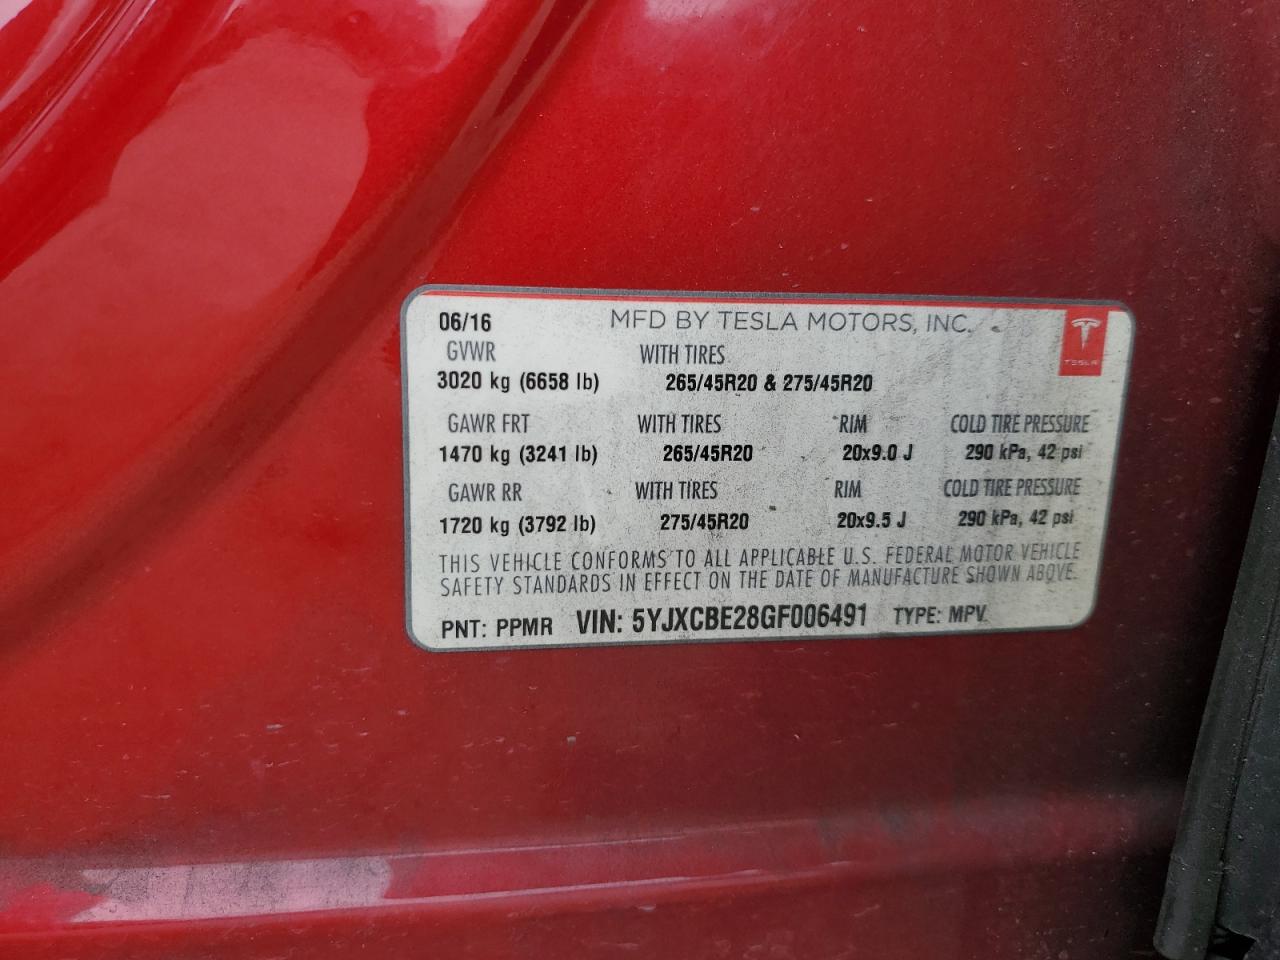 06/16 MFD BY TESLA MOTORS, INC.
TESLA
GVWR WITH TIRES
3020 kg (6658 lb) 265/45R20 & 275/45R20
GAWR FRT WITH TIRES RIM COLD TIRE PRESSURE
1470 kg (3241 lb) 265/45R20 20x9.0 J 290 kPa, 42 psi
GAWR RR WITH TIRES RIM COLD TIRE PRESSURE
1720 kg (3792 lb) 275/45R20 20x9.5 J 290 kPa, 42 psi
THIS VEHICLE CONFORMS TO ALL APPLICABLE U.S. FEDERAL MOTOR VEHICLE
SAFETY STANDARDS IN EFFECT ON THE DATE OF MANUFACTURE SHOWN ABOVE.
PNT: PPMR VIN: 5YJXCBE28GF006491 TYPE: MPV